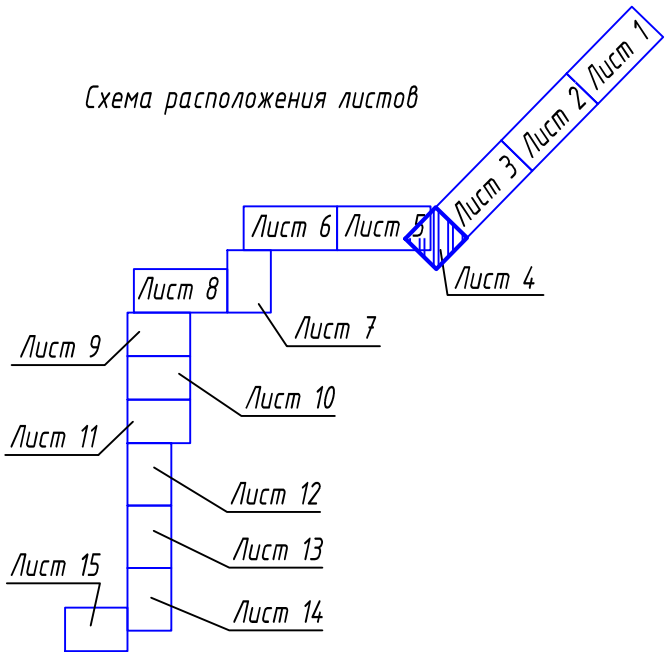 Схема расположения листов
Лист 1
Лист 2
Лист 3
Лист 4
Лист 5
Лист 6
Лист 7
Лист 8
Лист 9
Лист 10
Лист 11
Лист 12
Лист 13
Лист 14
Лист 15